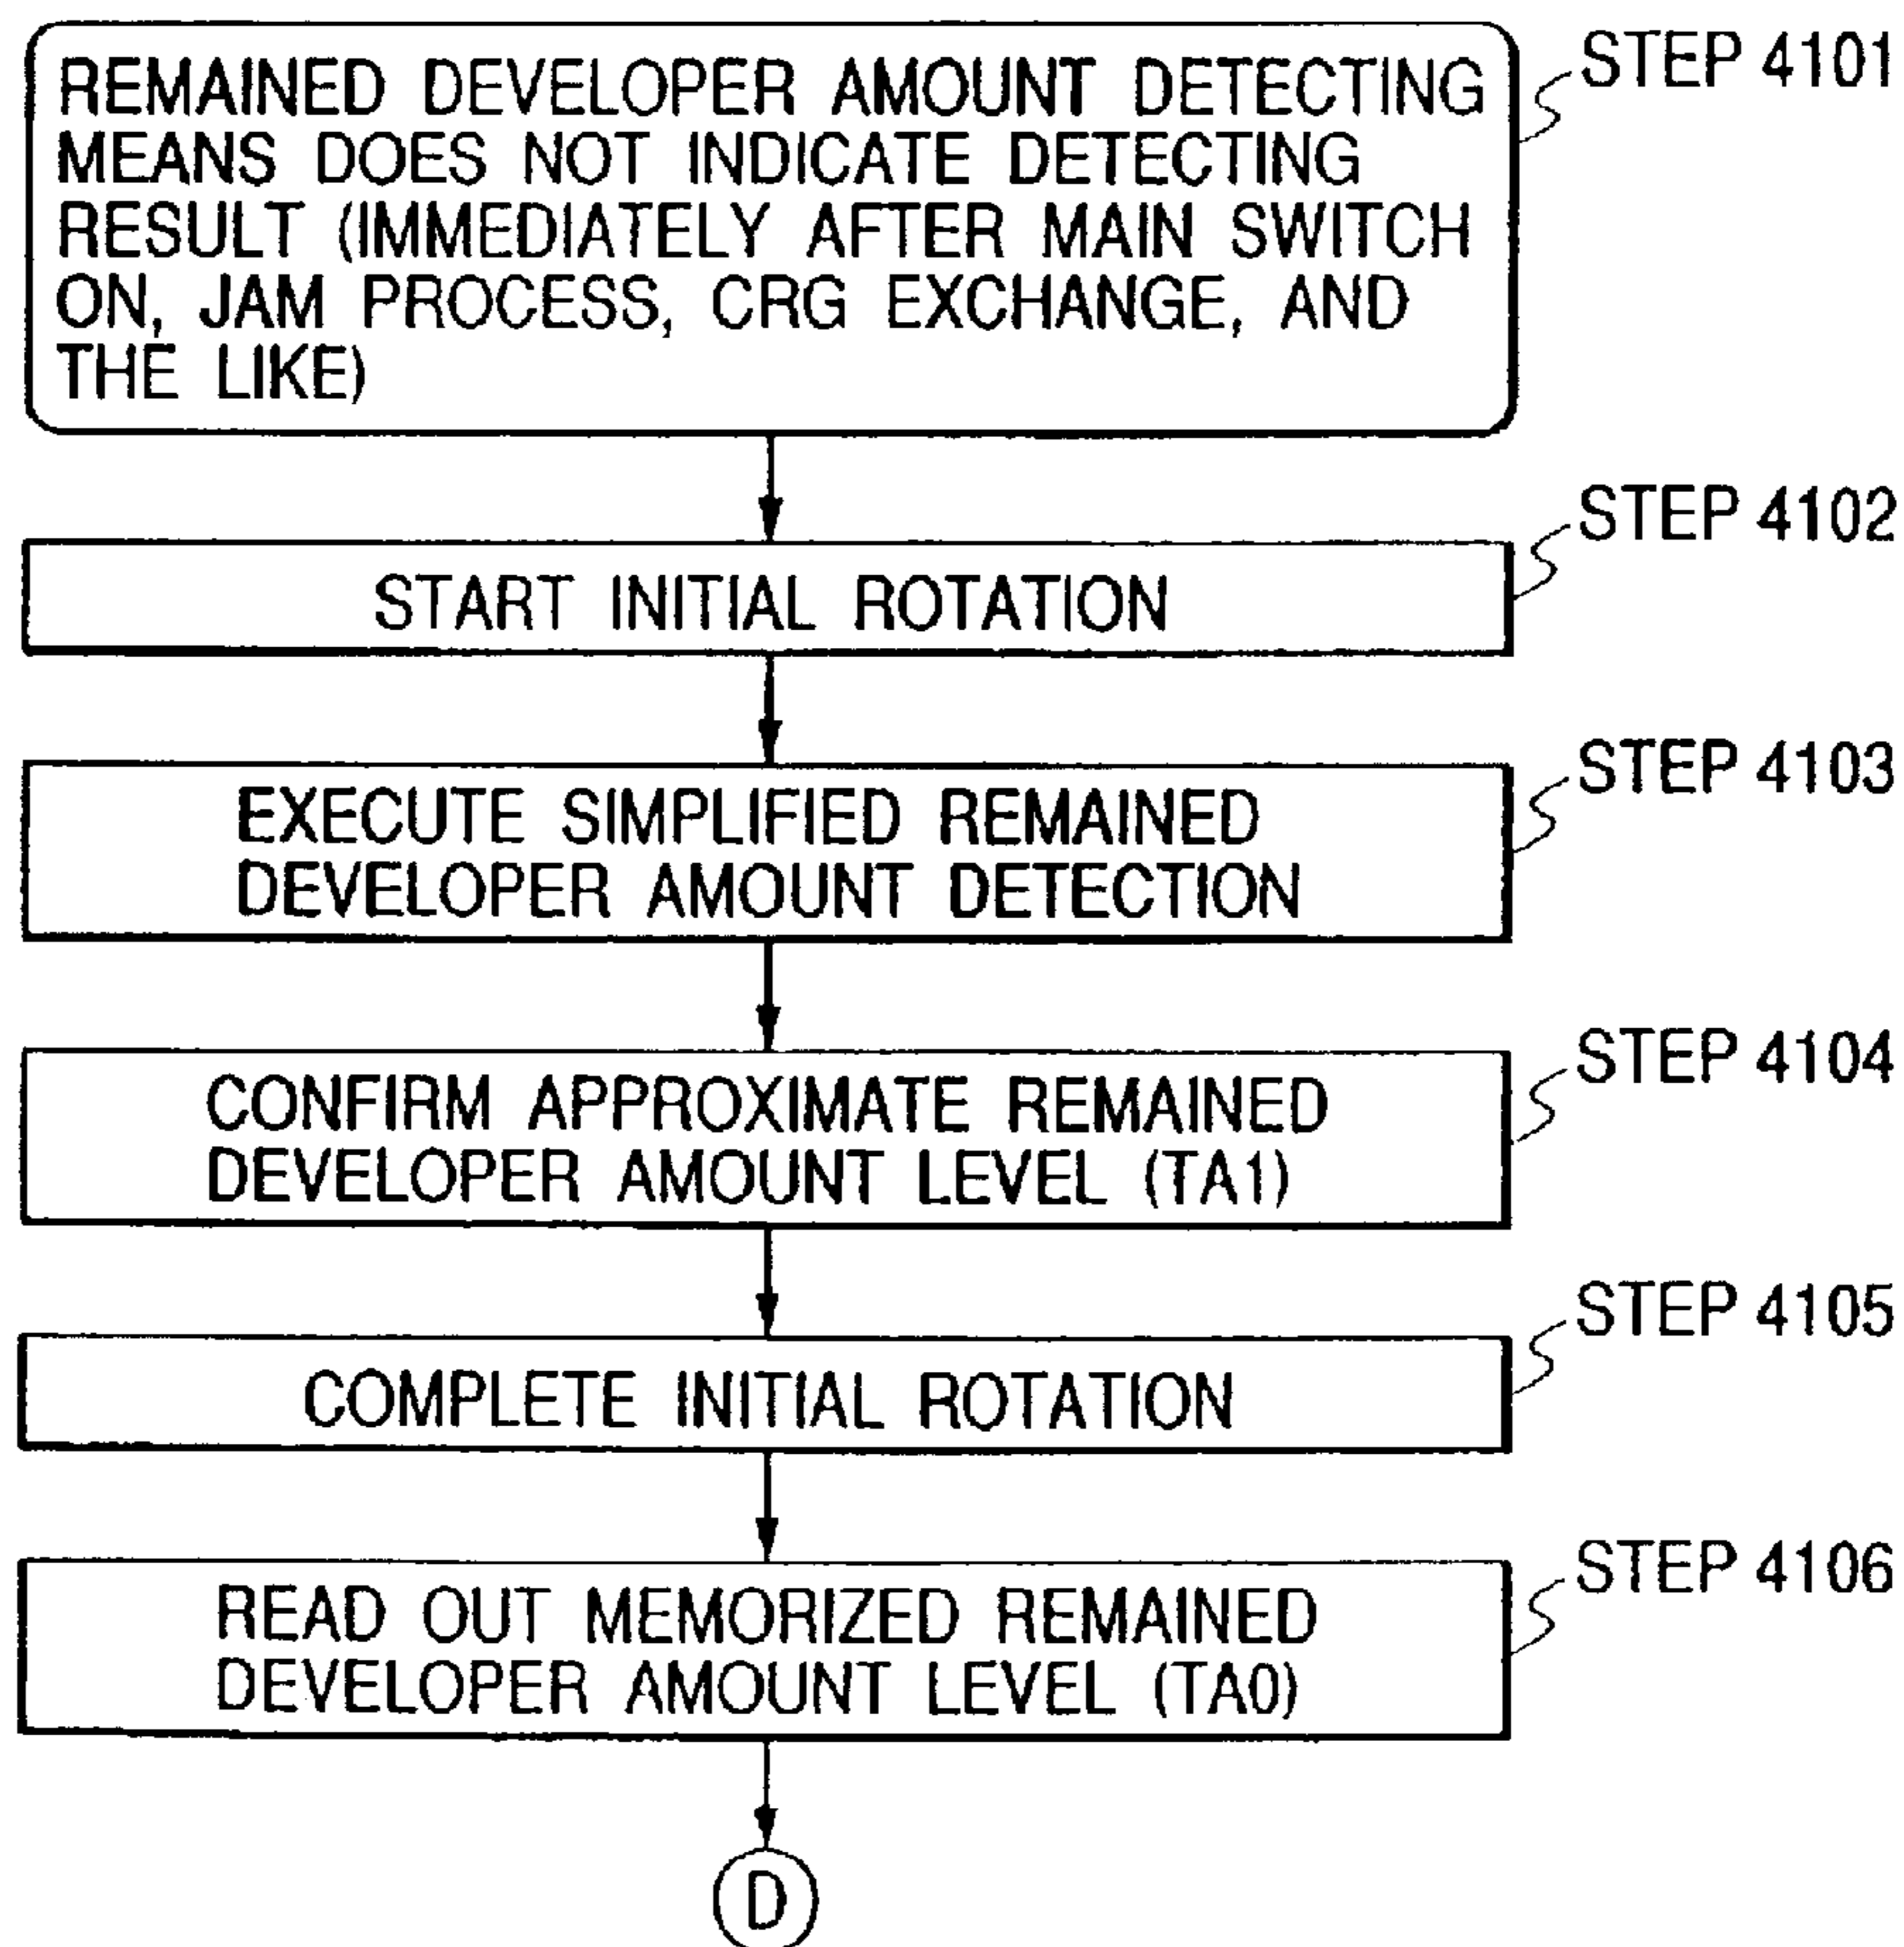 REMAINED DEVELOPER AMOUNT DETECTING
MEANS DOES NOT INDICATE DETECTING
RESULT (IMMEDIATELY AFTER MAIN SWITCH
ON, JAM PROCESS, CRG EXCHANGE, AND
THE LIKE)
STEP 4101
START INITIAL ROTATION
STEP 4102
EXECUTE SIMPLIFIED REMAINED
DEVELOPER AMOUNT DETECTION
STEP 4103
CONFIRM APPROXIMATE REMAINED
DEVELOPER AMOUNT LEVEL (TA1)
STEP 4104
COMPLETE INITIAL ROTATION
STEP 4105
READ OUT MEMORIZED REMAINED
DEVELOPER AMOUNT LEVEL (TA0)
STEP 4106
D